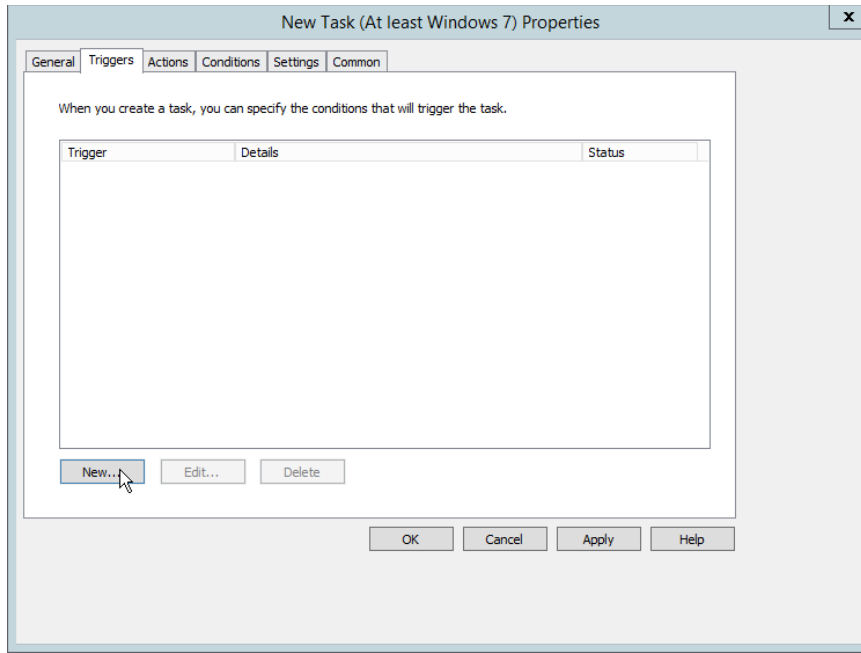 New Task (At least Windows 7) Properties
x
General Triggers Actions Conditions Settings Common
When you create a task, you can specify the conditions that will trigger the task.
Trigger Details Status
New... Edit... Delete
OK Cancel Apply Help